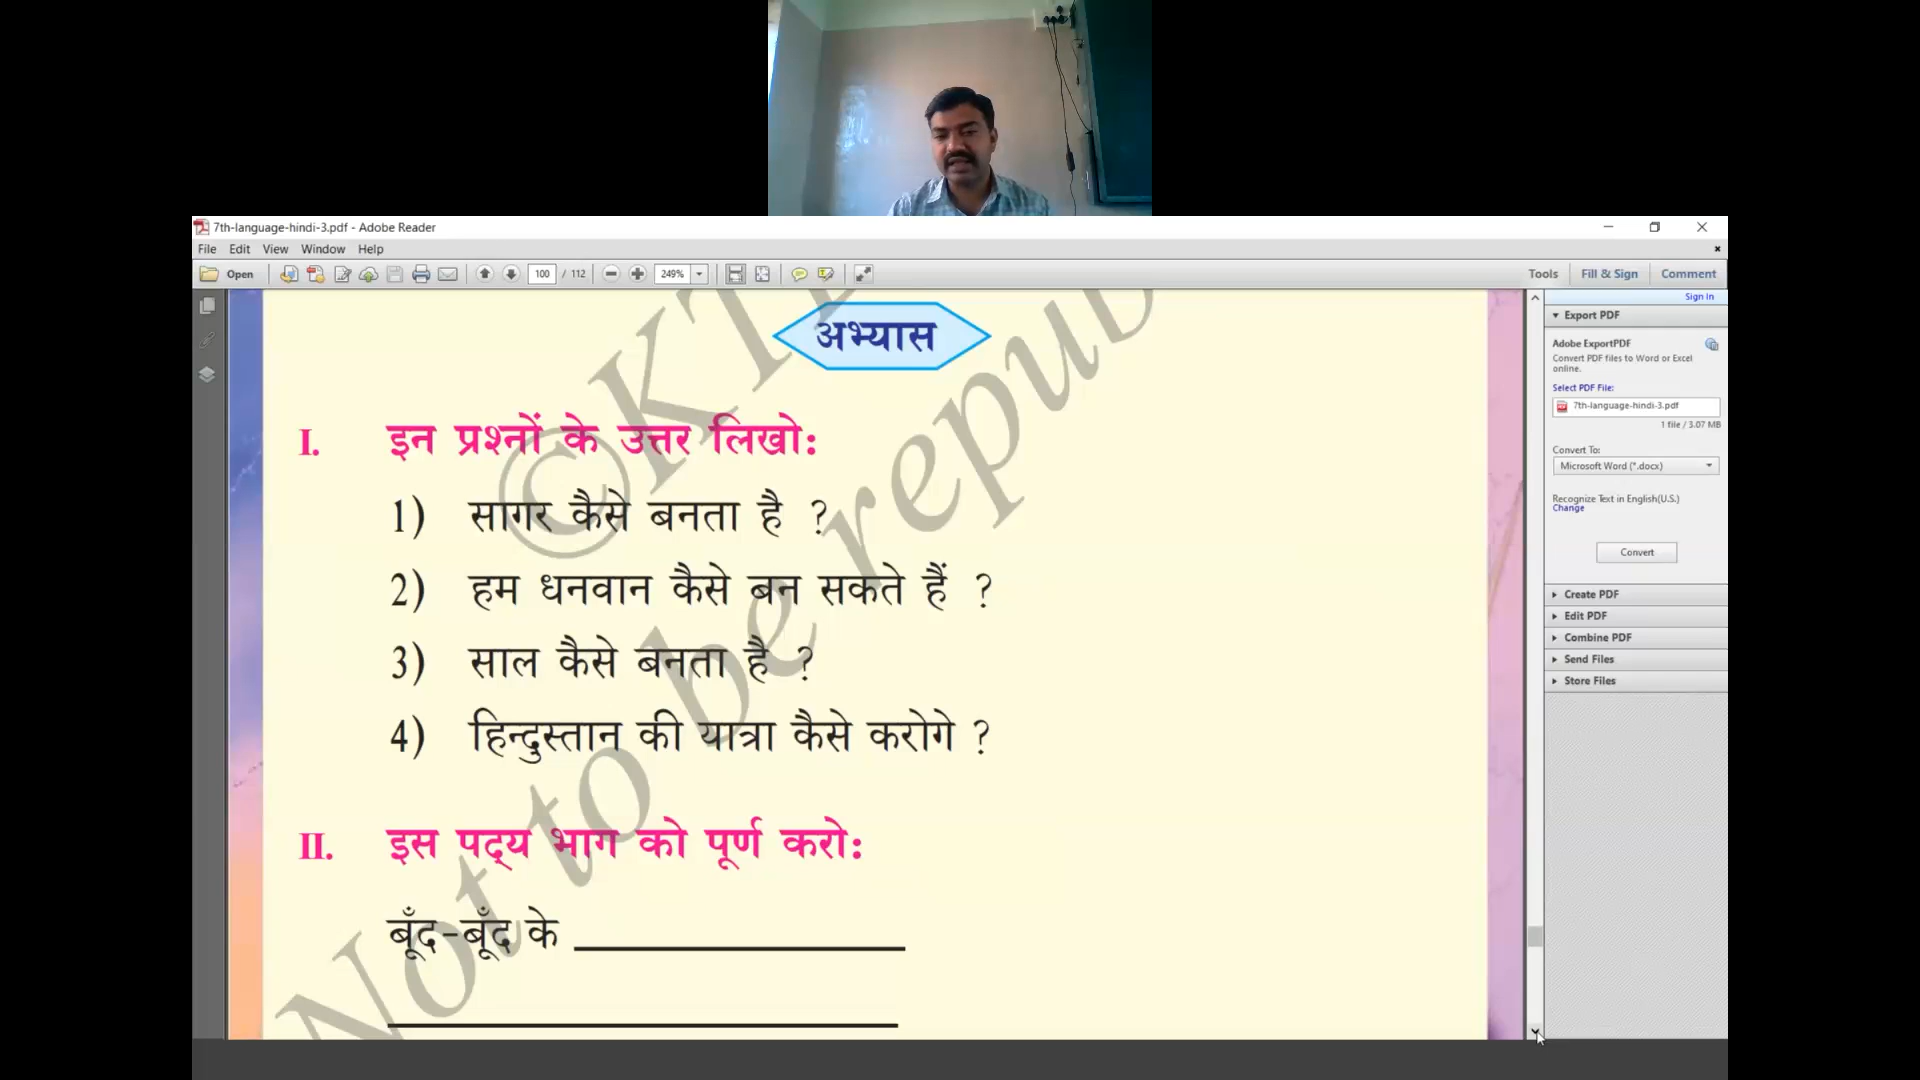 7th-language-hindi-3.pdf - Adobe Reader
File Edit View Window Help
Open 100 / 112 249% Tools Fill & Sign Comment
Sign In
Export PDF
Adobe ExportPDF
Convert PDF files to Word or Excel
online.
Select PDF File:
7th-language-hindi-3.pdf
1 file / 3.07 MB
Convert To:
Microsoft Word (*.docx)
Recognize Text in English(U.S.)
Change
Convert
Create PDF
Edit PDF
Combine PDF
Send Files
Store Files
अभ्यास
I. इन प्रश्नों के उत्तर लिखो:
1) सागर कैसे बनता है ?
2) हम धनवान कैसे बन सकते हैं ?
3) साल कैसे बनता है ?
4) हिन्दुस्तान की यात्रा कैसे करोगे ?
II. इस पद्य भाग को पूर्ण करो:
बूँद-बूँद के
©KT
Not to be repub